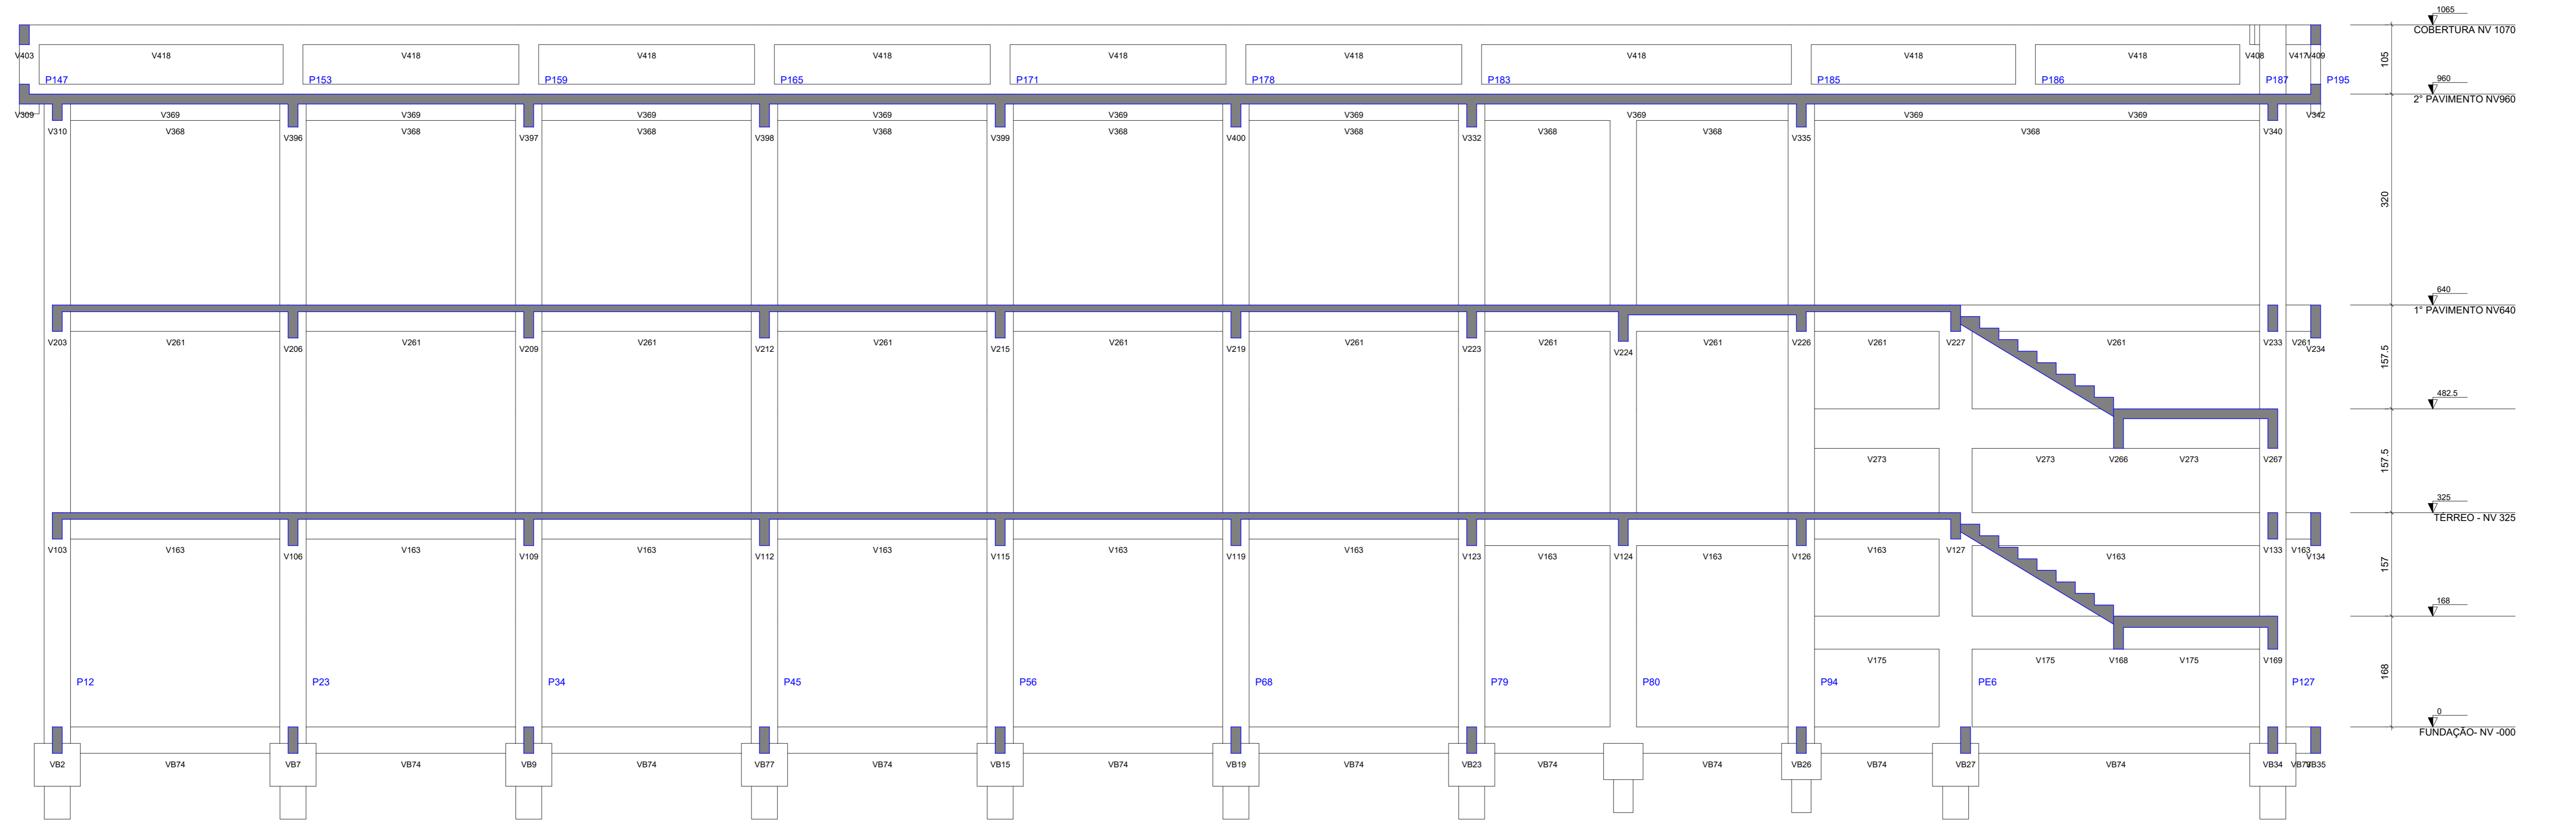 1065
COBERTURA NV 1070
V403 V418 V418 V418 V418 V418 V418 V418 V418 V418 V408 V417 V409
105
P147 P153 P159 P165 P171 P178 P183 P185 P186 P187 P195
960
2° PAVIMENTO NV960
V309 V369 V369 V369 V369 V369 V369 V369 V369 V369 V342
V310 V368 V396 V368 V397 V368 V398 V368 V399 V368 V400 V368 V332 V368 V368 V335 V368 V340
320
640
1° PAVIMENTO NV640
V203 V261 V206 V261 V209 V261 V212 V261 V215 V261 V219 V261 V223 V261 V224 V261 V226 V261 V227 V261 V233 V261 V234
157.5
482.5
V273 V273 V266 V273 V267
157.5
325
TÉRREO - NV 325
V103 V163 V106 V163 V109 V163 V112 V163 V115 V163 V119 V163 V123 V163 V124 V163 V126 V163 V127 V163 V133 V163 V134
157
168
V175 V175 V168 V175 V169
168
P12 P23 P34 P45 P56 P68 P79 P80 P94 PE6 P127
0
FUNDAÇÃO- NV -000
VB2 VB74 VB7 VB74 VB9 VB74 VB77 VB74 VB15 VB74 VB19 VB74 VB23 VB74 VB74 VB26 VB74 VB27 VB74 VB34 VB35